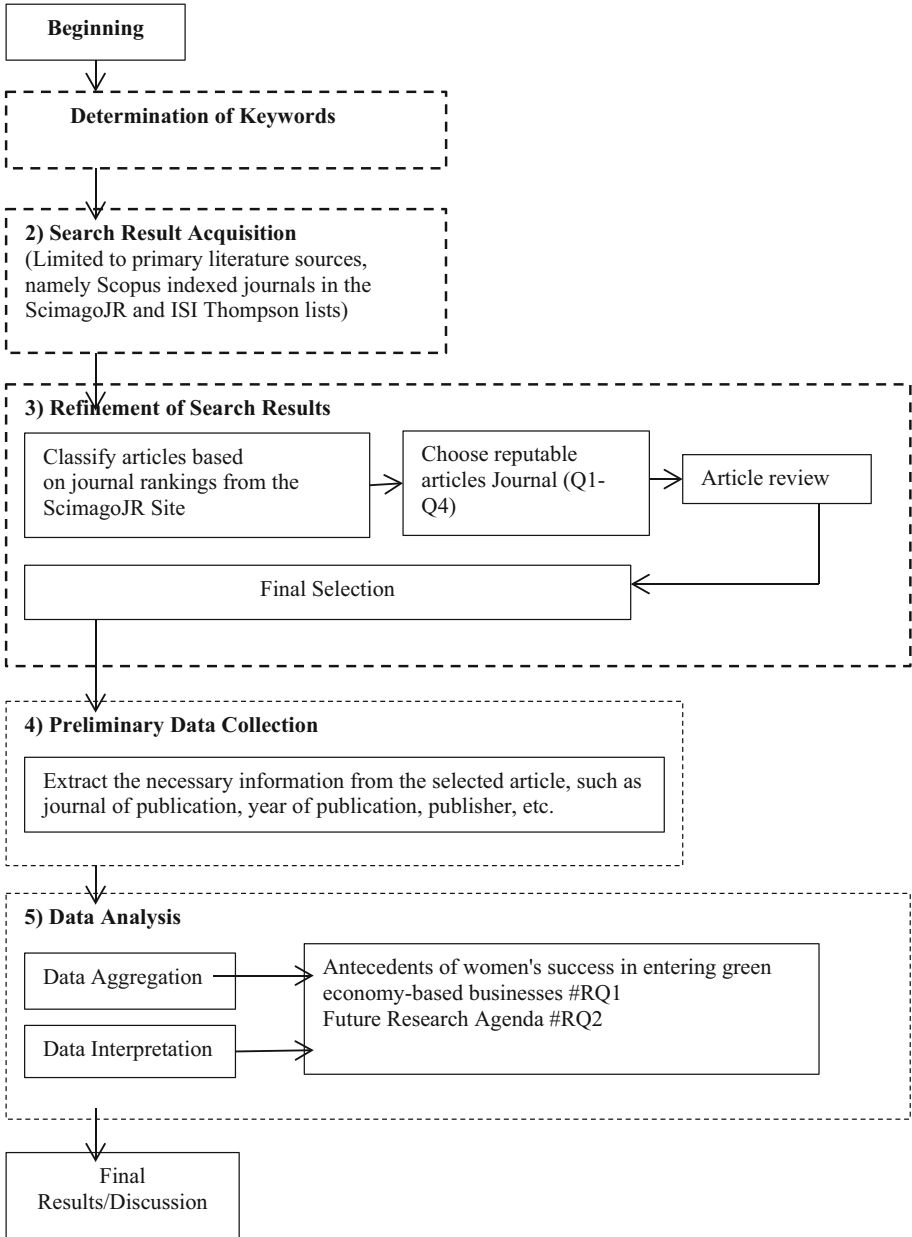 Beginning
Determination of Keywords
2) Search Result Acquisition
(Limited to primary literature sources,
namely Scopus indexed journals in the
ScimagoJR and ISI Thompson lists)
3) Refinement of Search Results
Classify articles based
on journal rankings from the
ScimagoJR Site
Choose reputable
articles Journal (Q1-
Q4)
Article review
Final Selection
4) Preliminary Data Collection
Extract the necessary information from the selected article, such as
journal of publication, year of publication, publisher, etc.
5) Data Analysis
Data Aggregation
Antecedents of women's success in entering green
economy-based businesses #RQ1
Future Research Agenda #RQ2
Data Interpretation
Final
Results/Discussion